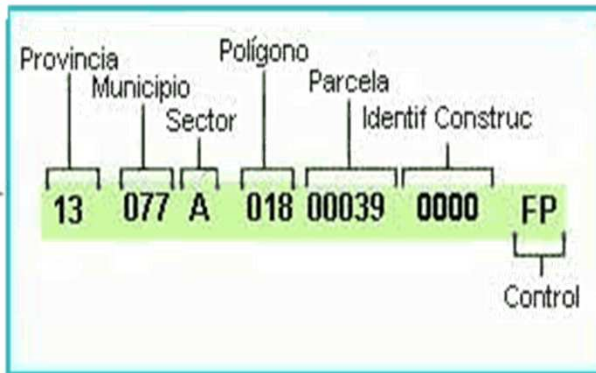 Provincia
Municipio
Sector
Polígono
Parcela
Identif Construc
13 077 A 018 00039 0000 FP
Control